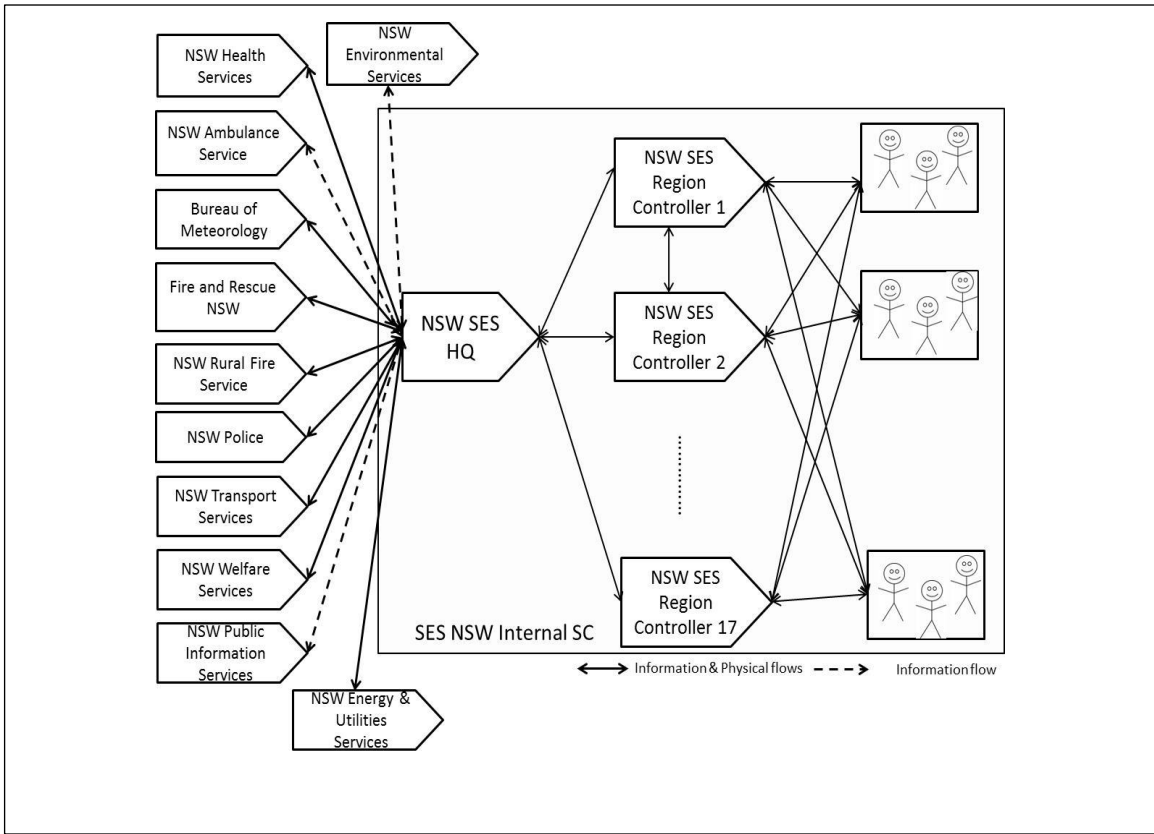 NSW
Environmental
Services
NSW Health
Services
NSW Ambulance
Service
Bureau of
Meteorology
Fire and Rescue
NSW
NSW Rural Fire
Service
NSW Police
NSW Transport
Services
NSW Welfare
Services
NSW Public
Information
Services
NSW Energy &
Utilities
Services
NSW SES
HQ
NSW SES
Region
Controller 1
NSW SES
Region
Controller 2
NSW SES
Region
Controller 17
SES NSW Internal SC
Information & Physical flows
Information flow